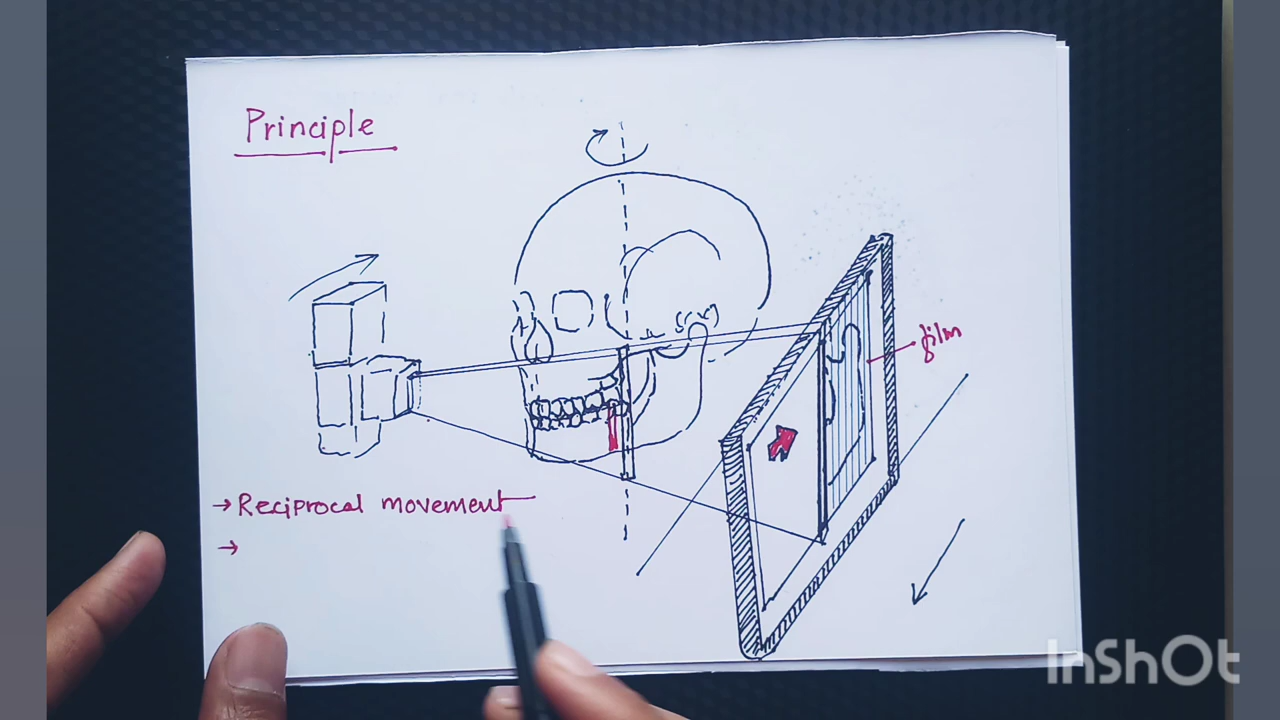 Principle
film
→ Reciprocal movement
→
InShOt